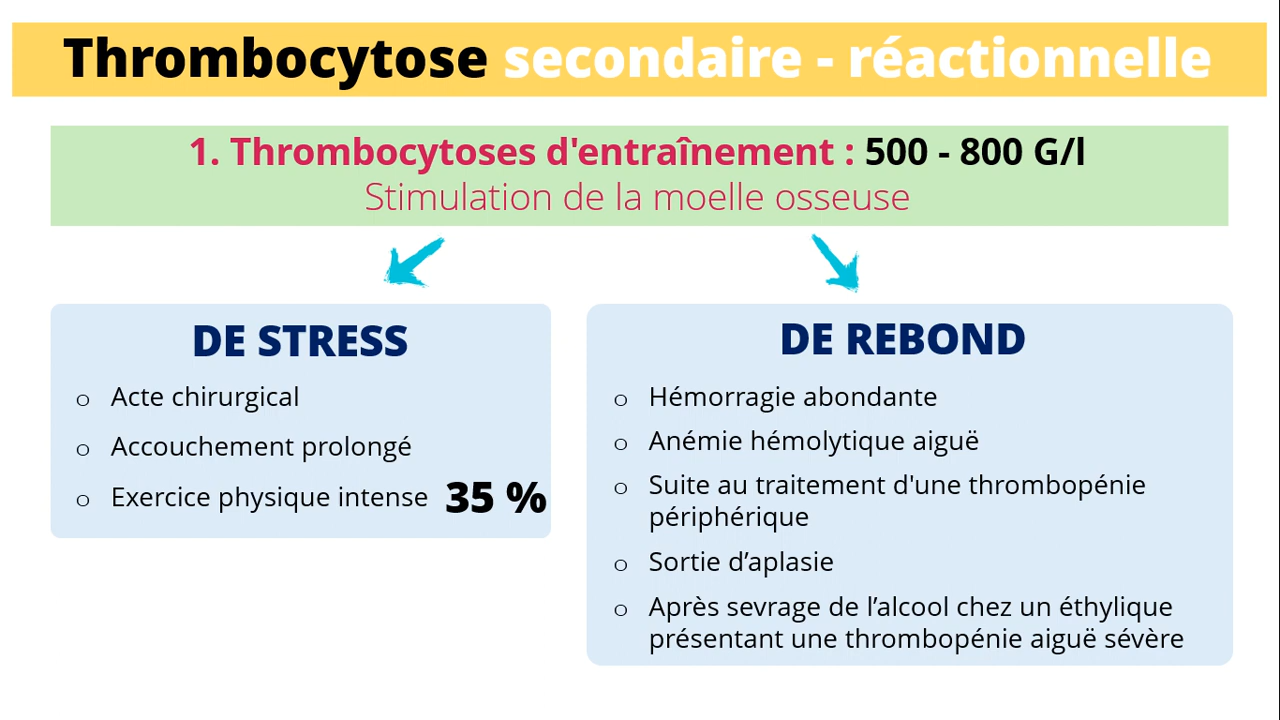 Thrombocytose secondaire - réactionnelle
1. Thrombocytoses d'entraînement : 500 - 800 G/l
Stimulation de la moelle osseuse
DE STRESS
o Acte chirurgical
o Accouchement prolongé
o Exercice physique intense 35 %
DE REBOND
o Hémorragie abondante
o Anémie hémolytique aiguë
o Suite au traitement d'une thrombopénie
périphérique
o Sortie d’aplasie
o Après sevrage de l’alcool chez un éthylique
présentant une thrombopénie aiguë sévère